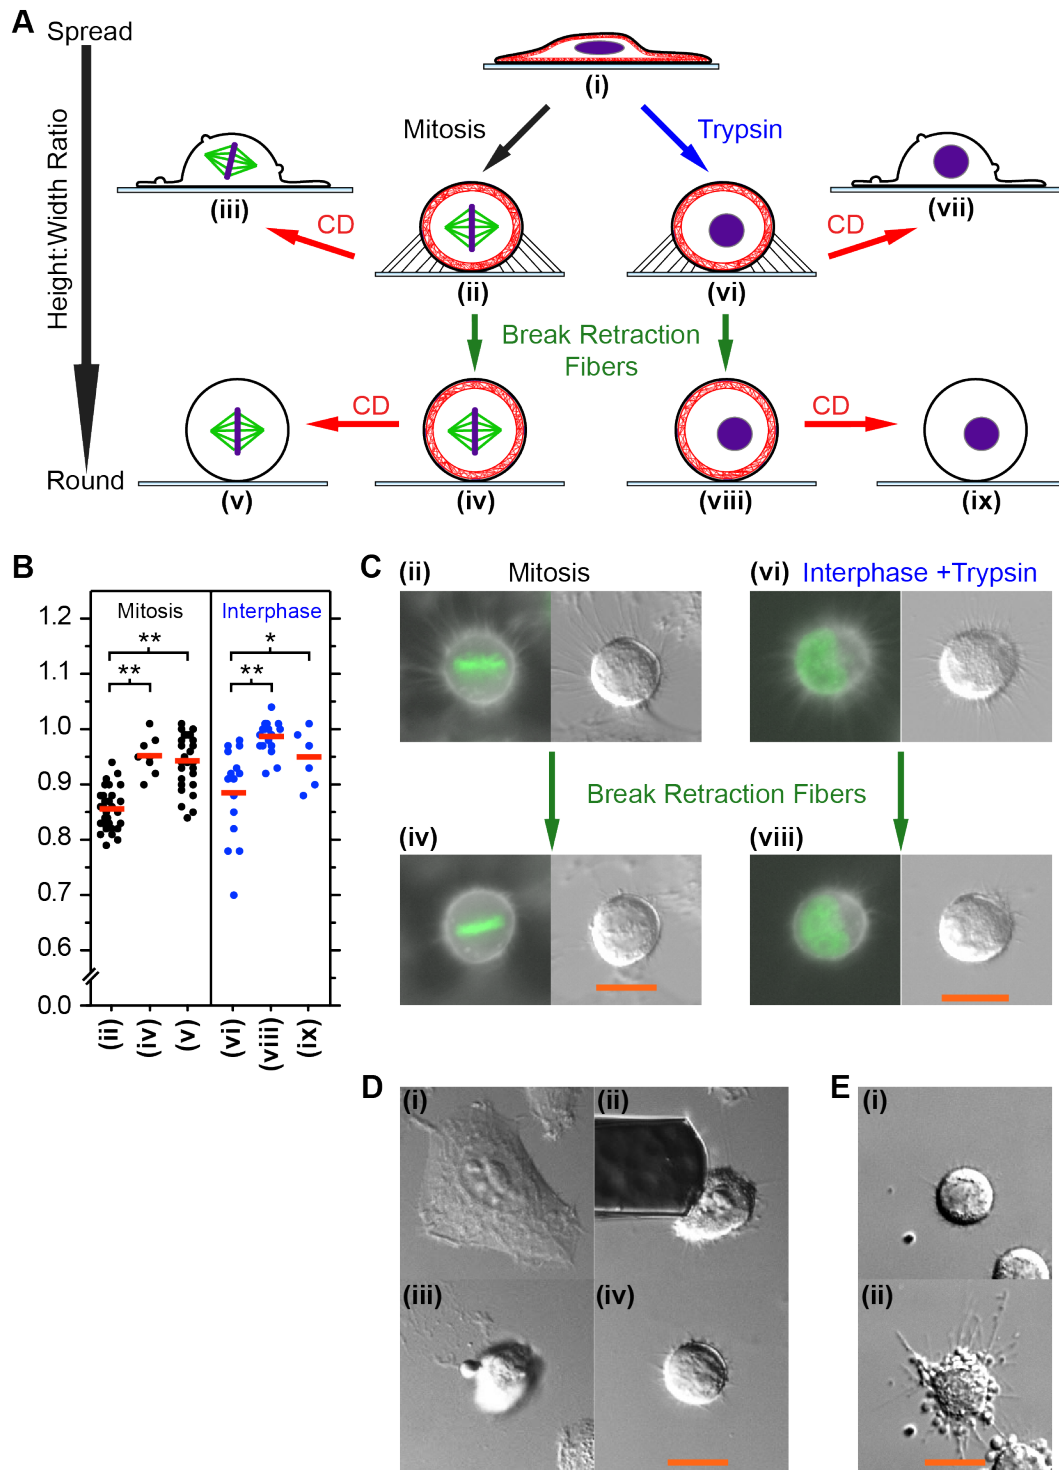 A
Spread
(i)
Mitosis
Trypsin
Height:Width Ratio
(iii)
CD
(ii)
(vi)
CD
(vii)
Break Retraction
Fibers
CD
CD
Round
(v)
(iv)
(viii)
(ix)
B
Mitosis
Interphase
1.2
1.1
1.0
0.9
0.8
0.7
0.6
0.0
**
**
*
**
(ii)
(iv)
(v)
(vi)
(viii)
(ix)
C
(ii) Mitosis
(vi) Interphase +Trypsin
Break Retraction Fibers
(iv)
(viii)
D
(i)
(ii)
(iii)
(iv)
E
(i)
(ii)